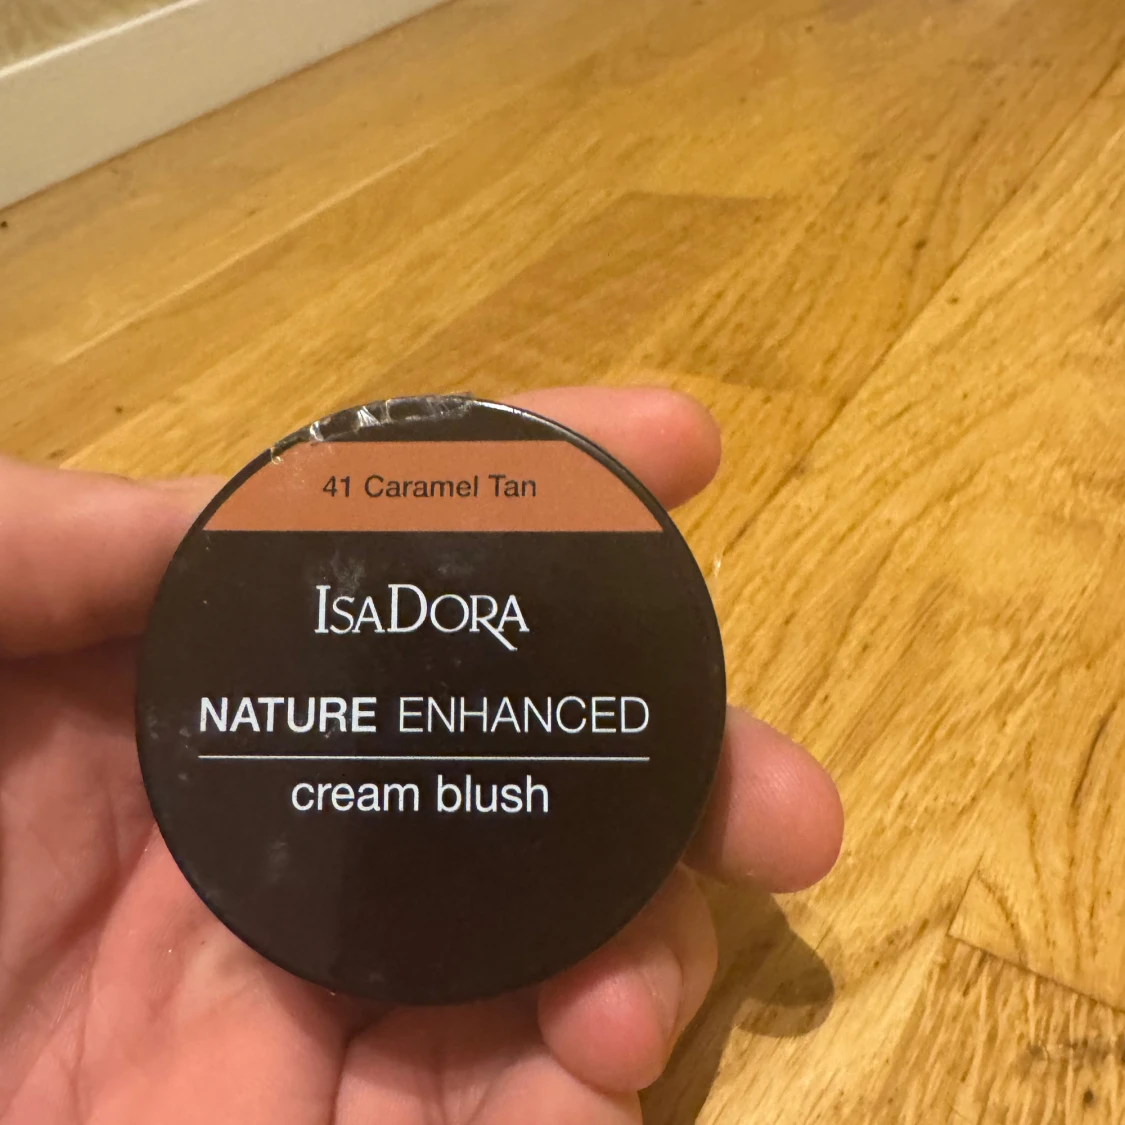 41 Caramel Tan
IsaDora
NATURE ENHANCED
cream blush